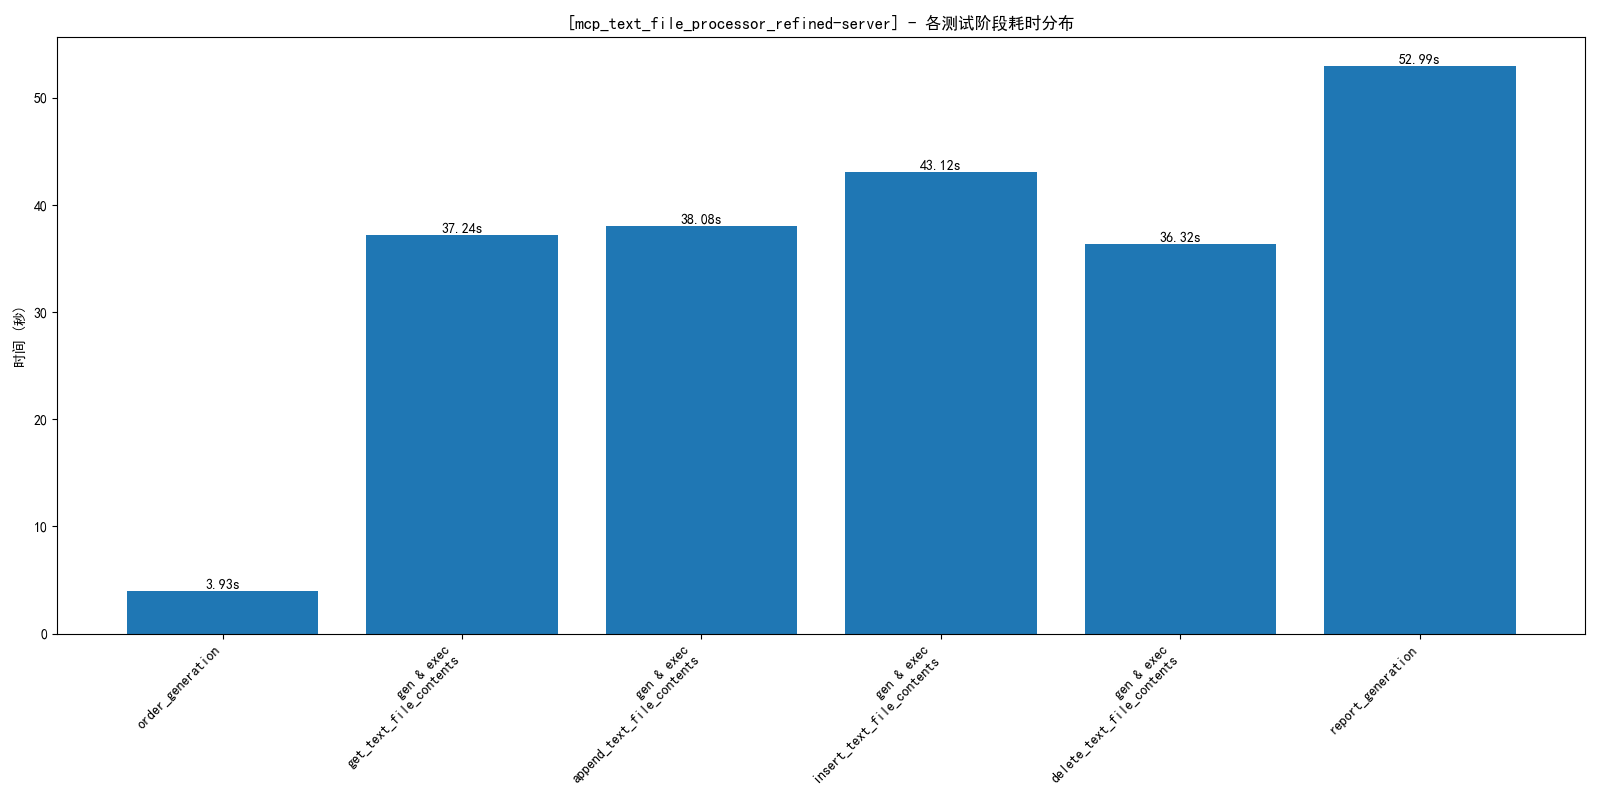 [mcp_text_file_processor_refined-server] - 各测试阶段耗时分布
时间 (秒)
50
40
30
20
10
0
3.93s
37.24s
38.08s
43.12s
36.32s
52.99s
order_generation
gen & exec
get_text_file_contents
gen & exec
append_text_file_contents
gen & exec
insert_text_file_contents
gen & exec
delete_text_file_contents
report_generation